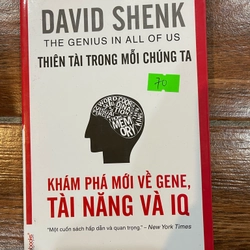 DAVID SHENK
THE GENIUS IN ALL OF US
THIÊN TÀI TRONG MỖI CHÚNG TA
70
MEMORY
KHÁM PHÁ MỚI VỀ GENE,
TÀI NĂNG VÀ IQ
"Một cuốn sách hấp dẫn và quan trọng." – New York Times